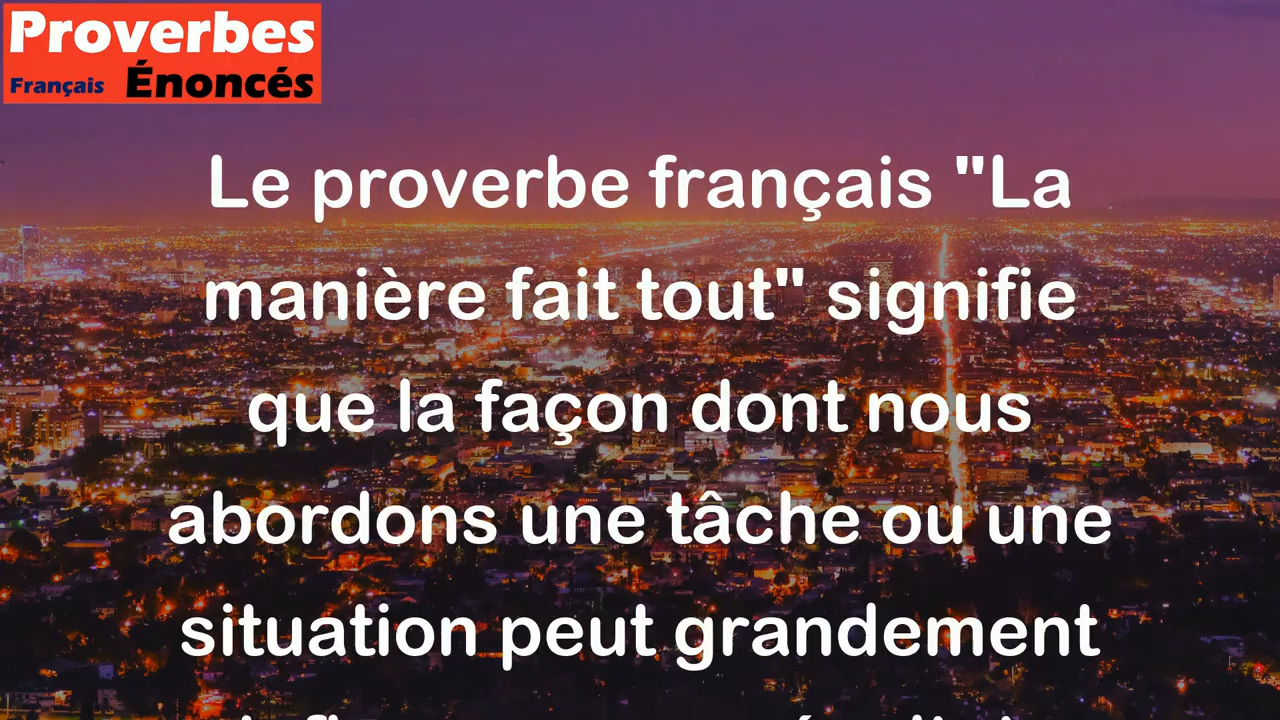 Proverbes
Français Énoncés
Le proverbe français "La
manière fait tout" signifie
que la façon dont nous
abordons une tâche ou une
situation peut grandement